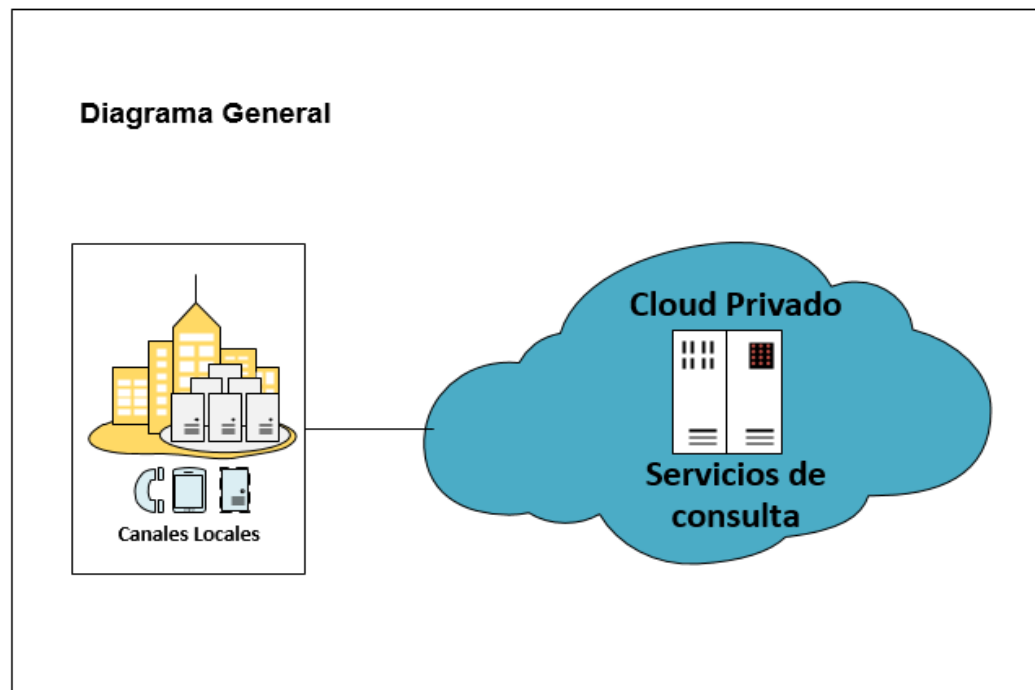 Diagrama General
Cloud Privado
Servicios de
consulta
Canales Locales